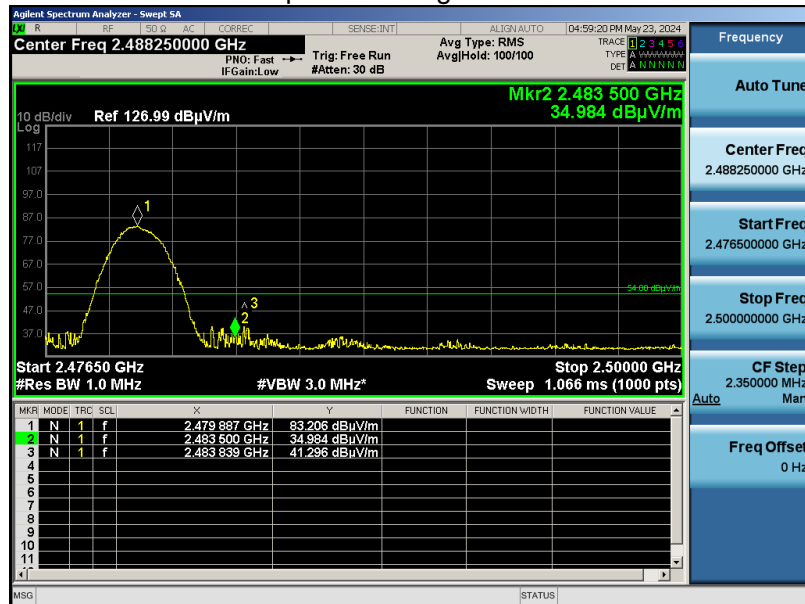 Agilent Spectrum Analyzer - Swept SA
LXI R RF 50 Ω AC CORREC SENSE:INT ALIGN AUTO 04:59:20 PM May 23, 2024
Center Freq 2.488250000 GHz
PNO: Fast
IFGain:Low
Trig: Free Run
#Atten: 30 dB
Avg Type: RMS
Avg|Hold: 100/100
TRACE 1 2 3 4 5 6
TYPE A WWWWW
DET A N N N N N
Mkr2 2.483 500 GHz
34.984 dBµV/m
10 dB/div Ref 126.99 dBµV/m
Log
117
107
97.0
87.0
77.0
67.0
57.0
47.0
37.0
1
2
3
54.00 dBµV/m
Start 2.47650 GHz Stop 2.50000 GHz
#Res BW 1.0 MHz #VBW 3.0 MHz* Sweep 1.066 ms (1000 pts)
MKR MODE TRC SCL X Y FUNCTION FUNCTION WIDTH FUNCTION VALUE
1 N 1 f 2.479 887 GHz 83.206 dBµV/m
2 N 1 f 2.483 500 GHz 34.984 dBµV/m
3 N 1 f 2.483 839 GHz 41.296 dBµV/m
4
5
6
7
8
9
10
11
MSG STATUS
Frequency
Auto Tune
Center Freq
2.488250000 GHz
Start Freq
2.476500000 GHz
Stop Freq
2.500000000 GHz
CF Step
2.350000 MHz
Auto Man
Freq Offset
0 Hz